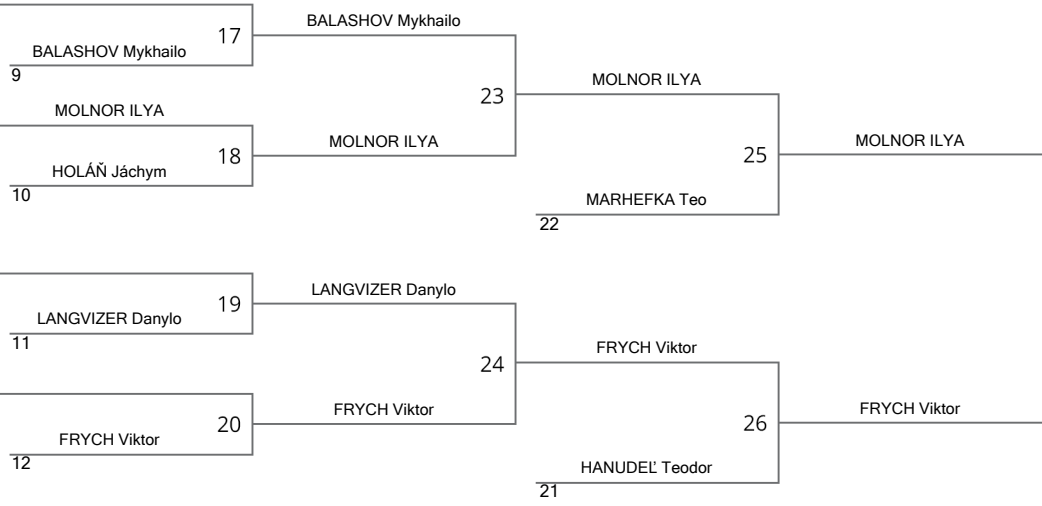 BALASHOV Mykhailo
17
BALASHOV Mykhailo
9
MOLNOR ILYA
23
MOLNOR ILYA
MOLNOR ILYA
18
MOLNOR ILYA
25
MOLNOR ILYA
HOLÁŇ Jáchym
10
MARHEFKA Teo
22
LANGVIZER Danylo
19
LANGVIZER Danylo
11
FRYCH Viktor
24
FRYCH Viktor
20
FRYCH Viktor
12
26
FRYCH Viktor
HANUDEĽ Teodor
21